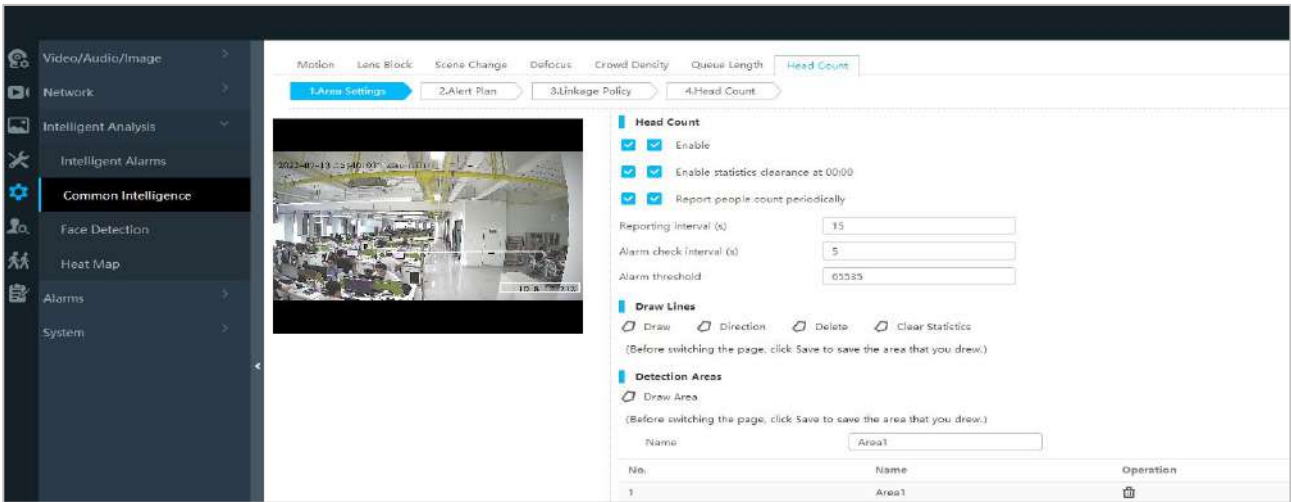 Video/Audio/Image
Network
Intelligent Analysis
Intelligent Alarms
Common Intelligence
Face Detection
Heat Map
Alarms
System
Motion Lens Block Scene Change Defocus Crowd Density Queue Length Head Count
1.Area Settings 2.Alert Plan 3.Linkage Policy 4.Head Count
Head Count
Enable
Enable statistics clearance at 00:00
Report people count periodically
Reporting interval (s) 15
Alarm check interval (s) 5
Alarm threshold 65535
Draw Lines
Draw Direction Delete Clear Statistics
(Before switching the page, click Save to save the area that you drew.)
Detection Areas
Draw Area
(Before switching the page, click Save to save the area that you drew.)
Name Area1
No. Name Operation
1 Area1